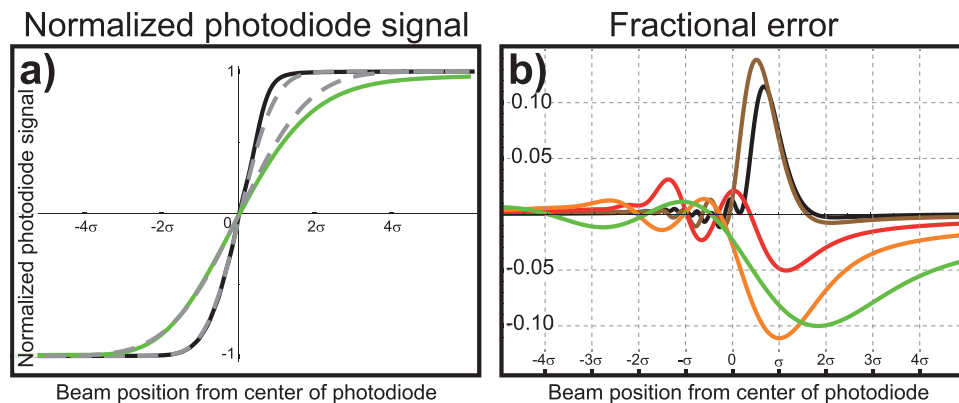 Normalized photodiode signal
a)
Normalized photodiode signal
1
0
-1
-4σ
2σ
4σ
Beam position from center of photodiode
Fractional error
b)
0.10
0.05
-0.05
-0.10
-4σ -3σ -2σ -σ 0 σ 2σ 3σ 4σ
Beam position from center of photodiode